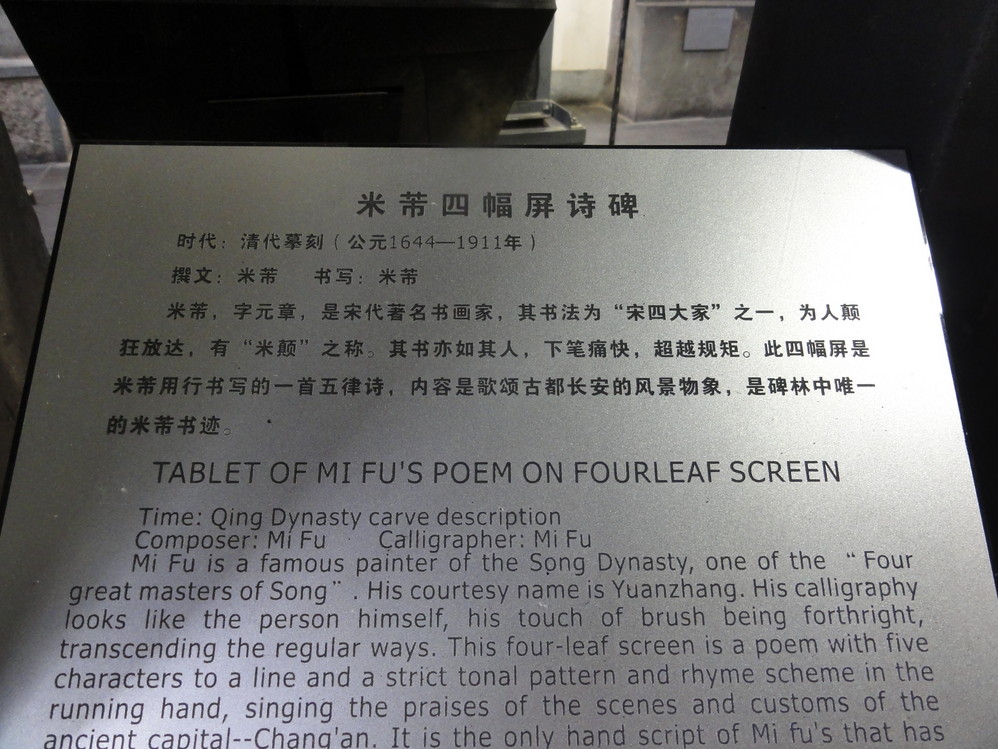 米芾四幅屏诗碑
时代：清代摹刻（公元1644—1911年）
撰文：米芾 书写：米芾
米芾，字元章，是宋代著名书画家，其书法为“宋四大家”之一，为人颠
狂放达，有“米颠”之称。其书亦如其人，下笔痛快，超越规矩。此四幅屏是
米芾用行书写的一首五律诗，内容是歌颂古都长安的风景物象，是碑林中唯一
的米芾书迹。
TABLET OF MI FU'S POEM ON FOURLEAF SCREEN
Time: Qing Dynasty carve description
Composer: Mi Fu Calligrapher: Mi Fu
Mi Fu is a famous painter of the Song Dynasty, one of the “Four
great masters of Song”. His courtesy name is Yuanzhang. His calligraphy
looks like the person himself, his touch of brush being forthright,
transcending the regular ways. This four-leaf screen is a poem with five
characters to a line and a strict tonal pattern and rhyme scheme in the
running hand, singing the praises of the scenes and customs of the
ancient capital--Chang'an. It is the only hand script of Mi fu's that has